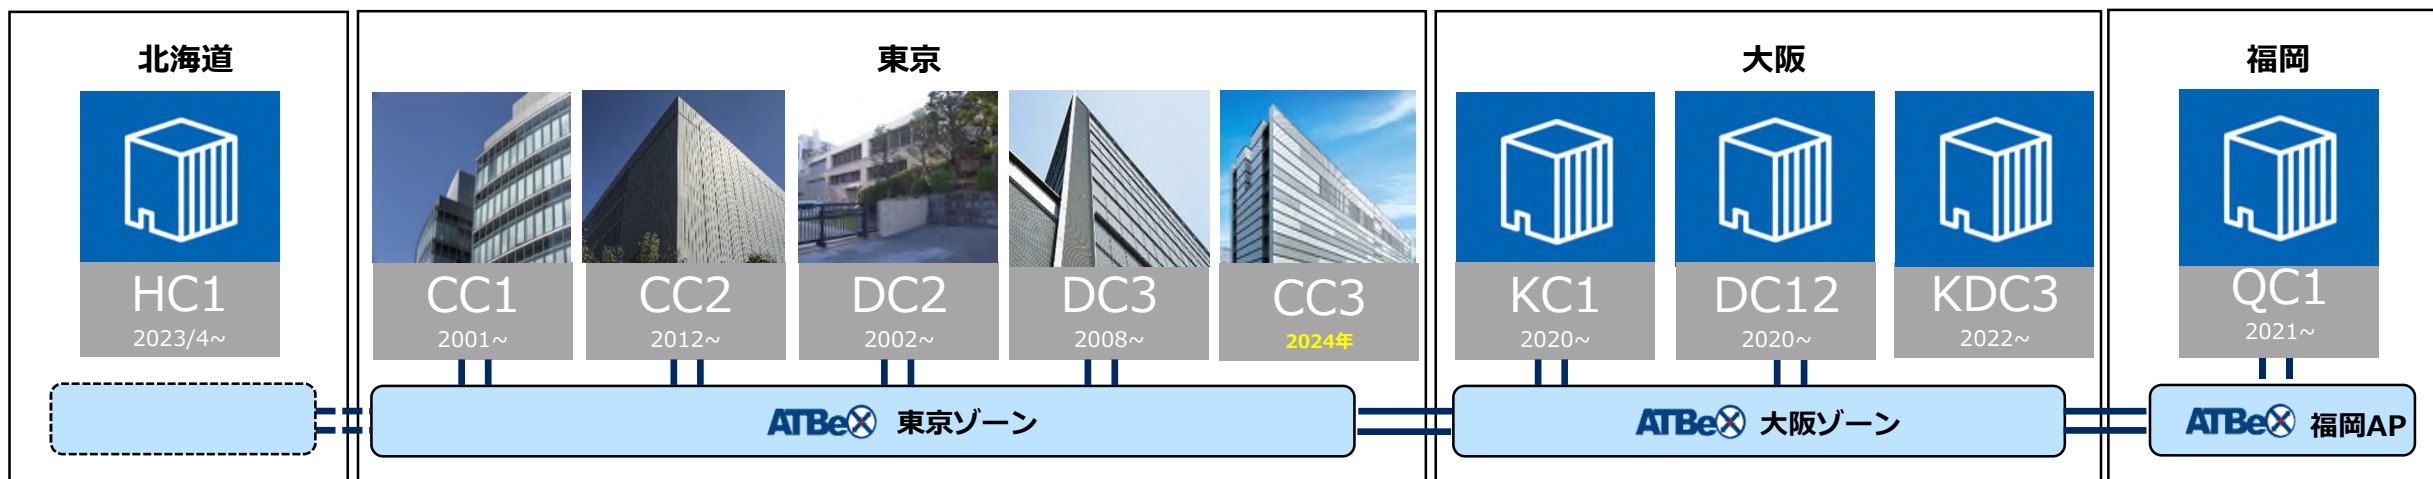 北海道
HC1
2023/4~
東京
CC1
2001~
CC2
2012~
DC2
2002~
DC3
2008~
CC3
2024年
ATBeX 東京ゾーン
大阪
KC1
2020~
DC12
2020~
KDC3
2022~
ATBeX 大阪ゾーン
福岡
QC1
2021~
ATBeX 福岡AP